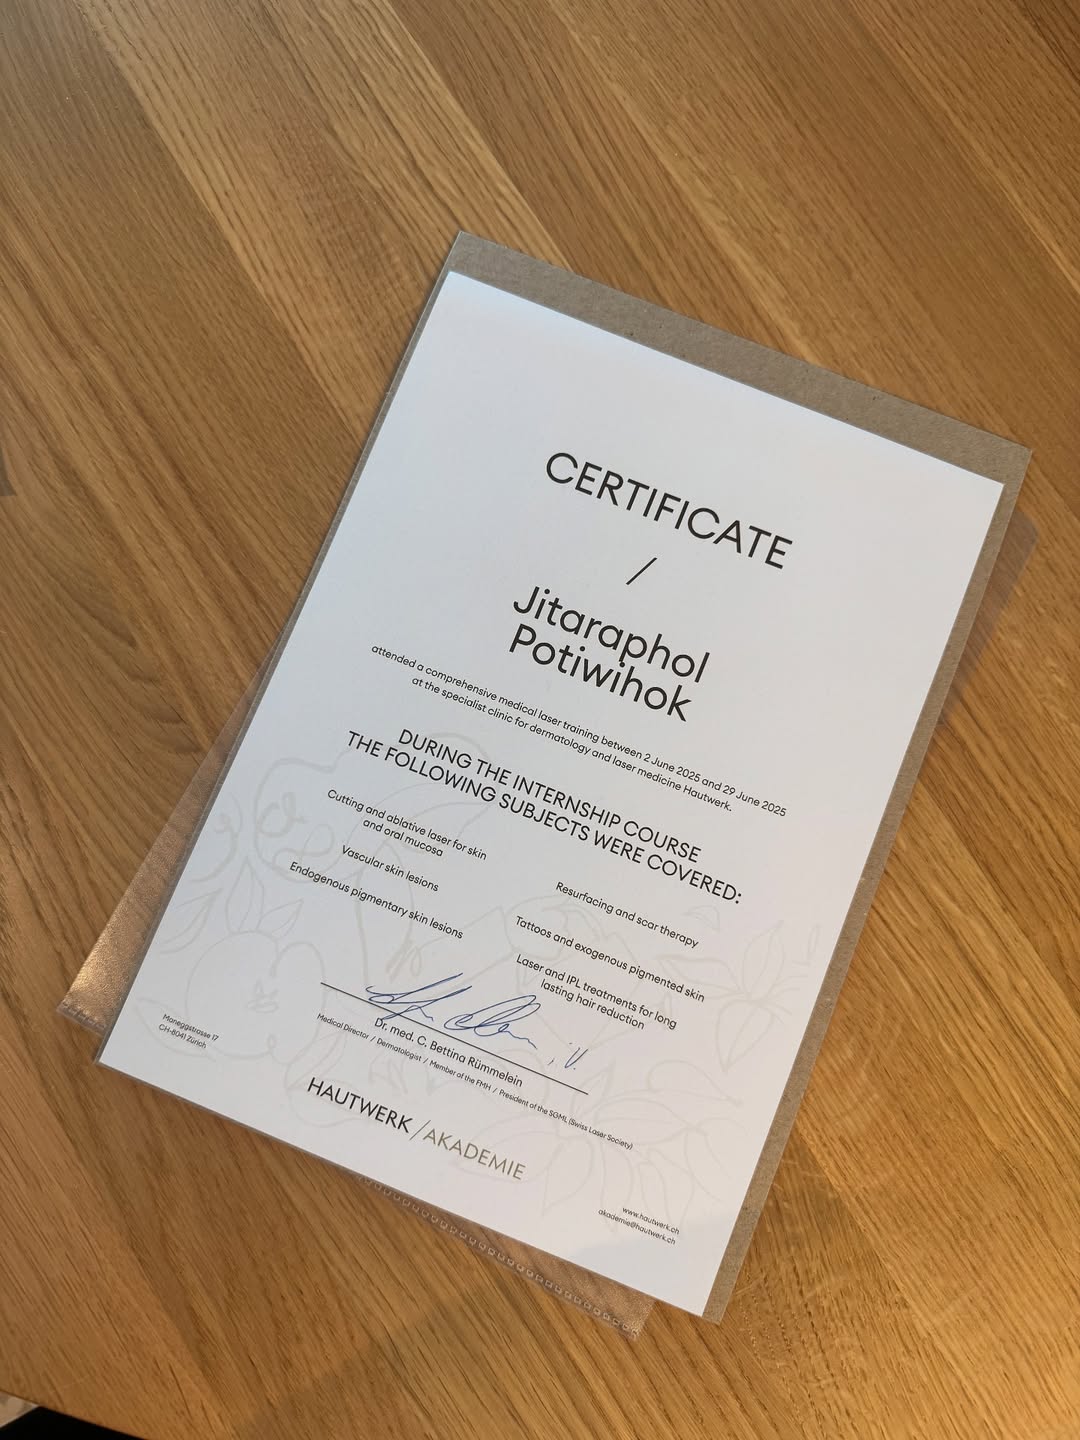 CERTIFICATE
/
Jitaraphol
Potiwihok
attended a comprehensive medical laser training between 2 June 2025 and 29 June 2025
at the specialist clinic for dermatology and laser medicine Hautwerk.
DURING THE INTERNSHIP COURSE
THE FOLLOWING SUBJECTS WERE COVERED:
Cutting and ablative laser for skin
and oral mucosa
Vascular skin lesions
Endogenous pigmentary skin lesions
Resurfacing and scar therapy
Tattoos and exogenous pigmented skin
Laser and IPL treatments for long
lasting hair reduction
i.V.
Dr. med. C. Bettina Rümmelein
Medical Director / Dermatologist / Member of the FMH / President of the SGML (Swiss Laser Society)
Maneggstrasse 17
CH-8041 Zürich
HAUTWERK / AKADEMIE
www.hautwerk.ch
akademie@hautwerk.ch